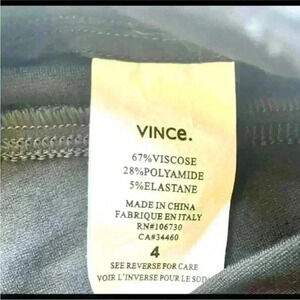 VINCe.
67%VISCOSE
28%POLYAMIDE
5%ELASTANE
MADE IN CHINA
FABRIQUE EN ITALY
RN#106730
CA#34460
4
SEE REVERSE FOR CARE
VOIR L'INVERSE POUR LE